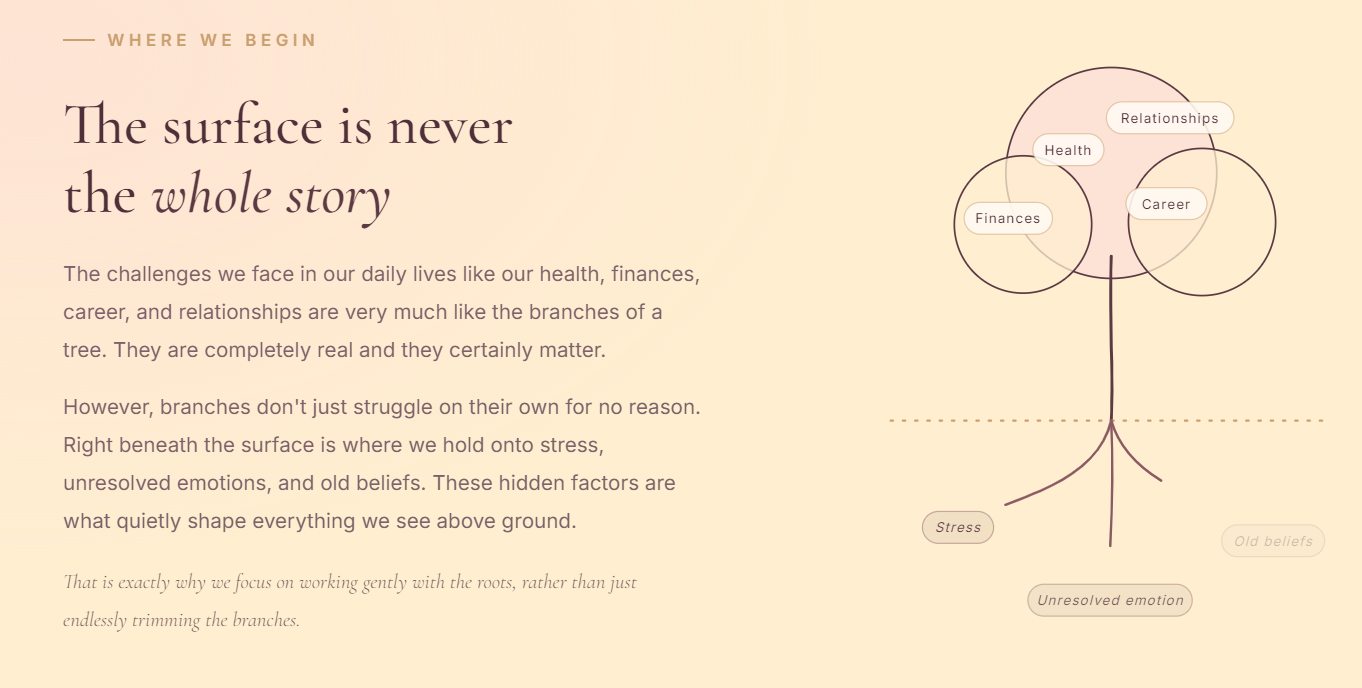 WHERE WE BEGIN
The surface is never
the whole story
The challenges we face in our daily lives like our health, finances,
career, and relationships are very much like the branches of a
tree. They are completely real and they certainly matter.
However, branches don't just struggle on their own for no reason.
Right beneath the surface is where we hold onto stress,
unresolved emotions, and old beliefs. These hidden factors are
what quietly shape everything we see above ground.
That is exactly why we focus on working gently with the roots, rather than just
endlessly trimming the branches.
Relationships
Health
Career
Finances
Stress
Old beliefs
Unresolved emotion